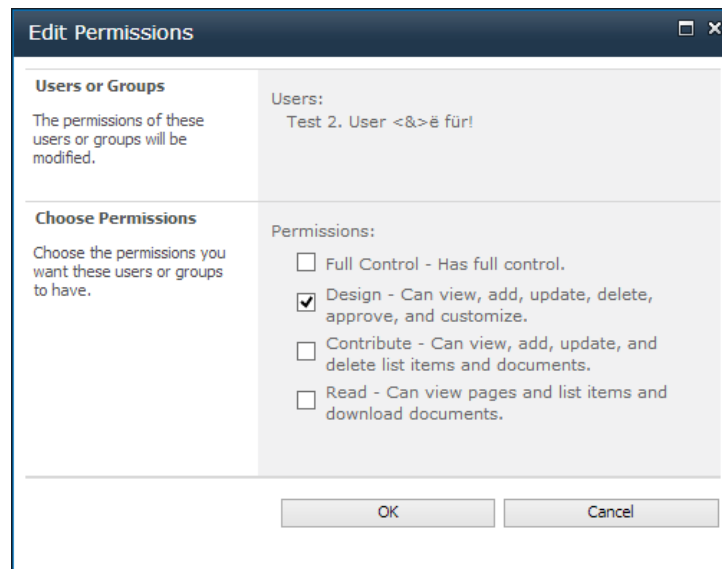 Edit Permissions
Users or Groups
The permissions of these
users or groups will be
modified.
Users:
Test 2. User <&>ë für!
Choose Permissions
Choose the permissions you
want these users or groups
to have.
Permissions:
Full Control - Has full control.
Design - Can view, add, update, delete,
approve, and customize.
Contribute - Can view, add, update, and
delete list items and documents.
Read - Can view pages and list items and
download documents.
OK
Cancel